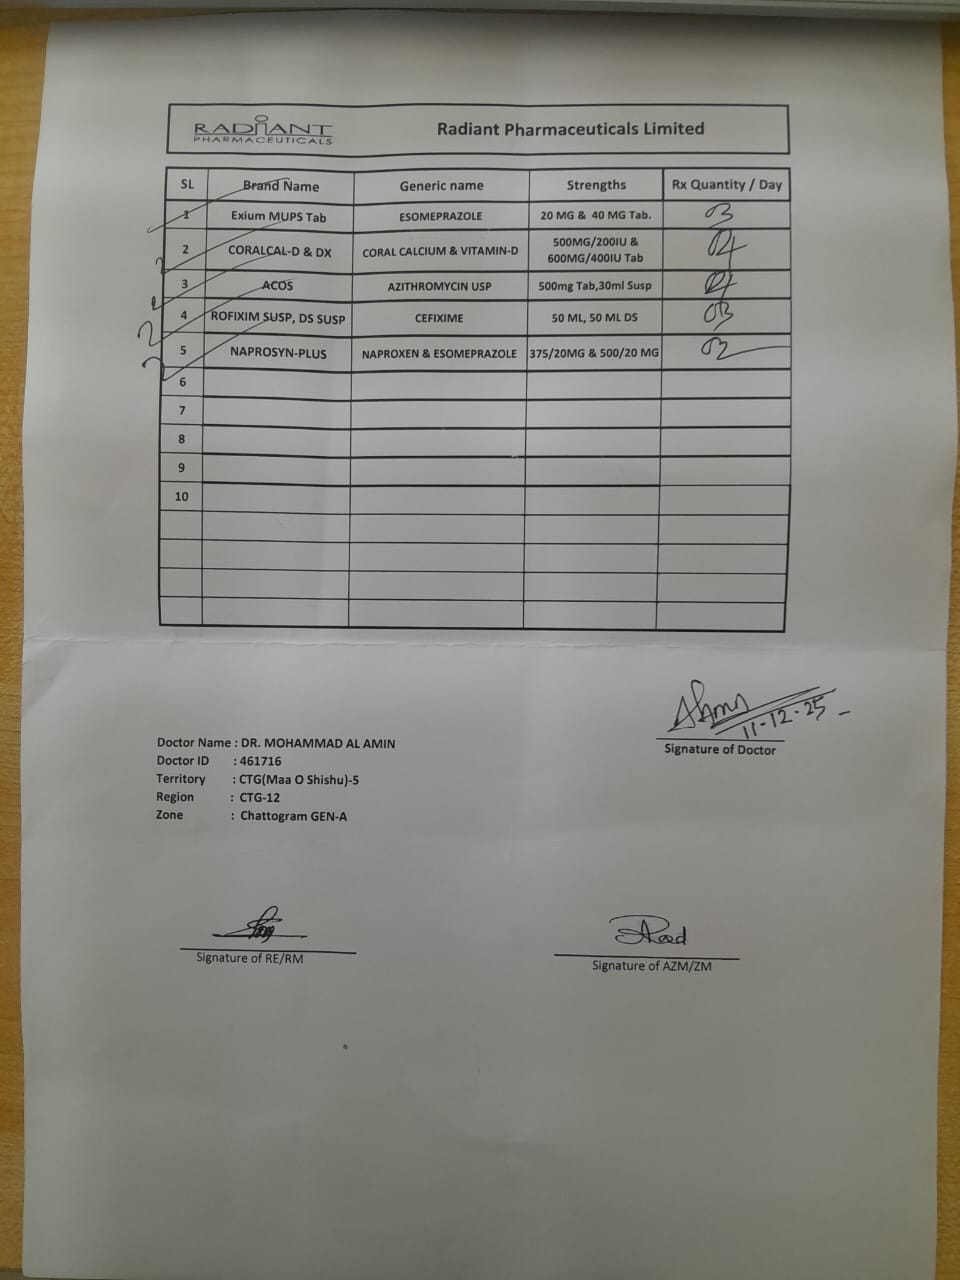 RADIANT
PHARMACEUTICALS
Radiant Pharmaceuticals Limited
SL Brand Name Generic name Strengths Rx Quantity / Day
1 Exium MUPS Tab ESOMEPRAZOLE 20 MG & 40 MG Tab. 03
2 CORALCAL-D & DX CORAL CALCIUM & VITAMIN-D 500MG/200IU & 600MG/400IU Tab 04
3 ACOS AZITHROMYCIN USP 500mg Tab,30ml Susp
4 ROFIXIM SUSP, DS SUSP CEFIXIME 50 ML, 50 ML DS 03
5 NAPROSYN-PLUS NAPROXEN & ESOMEPRAZOLE 375/20MG & 500/20 MG 02
6
7
8
9
10
11-12-25
Signature of Doctor
Doctor Name : DR. MOHAMMAD AL AMIN
Doctor ID : 461716
Territory : CTG(Maa O Shishu)-5
Region : CTG-12
Zone : Chattogram GEN-A
Signature of RE/RM
Signature of AZM/ZM